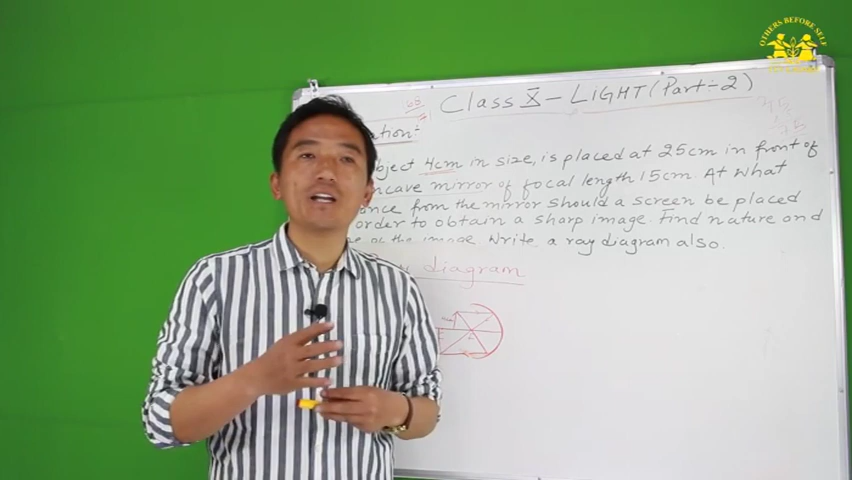 OTHERS BEFORE SELF
Class X - LIGHT (Part-2)
bject 4cm in size, is placed at 25cm in front of
ncave mirror of focal length 15cm. At what
ance from the mirror should a screen be placed
order to obtain a sharp image. Find nature and
the image. Write a ray diagram also.
diagram